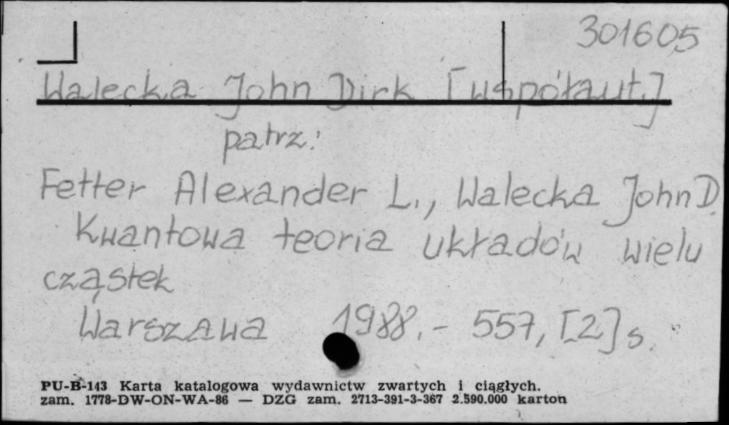 301605
Walecka John Dirk [współaut.]
patrz:
Fetter Alexander L., Walecka John D.
Kwantowa teoria układów wielu
cząstek
Warszawa 1988.- 557, [2] s.
PU-B-143 Karta katalogowa wydawnictw zwartych i ciągłych.
zam. 1778-DW-ON-WA-86 — DZG zam. 2713-391-3-367 2.590.000 karton